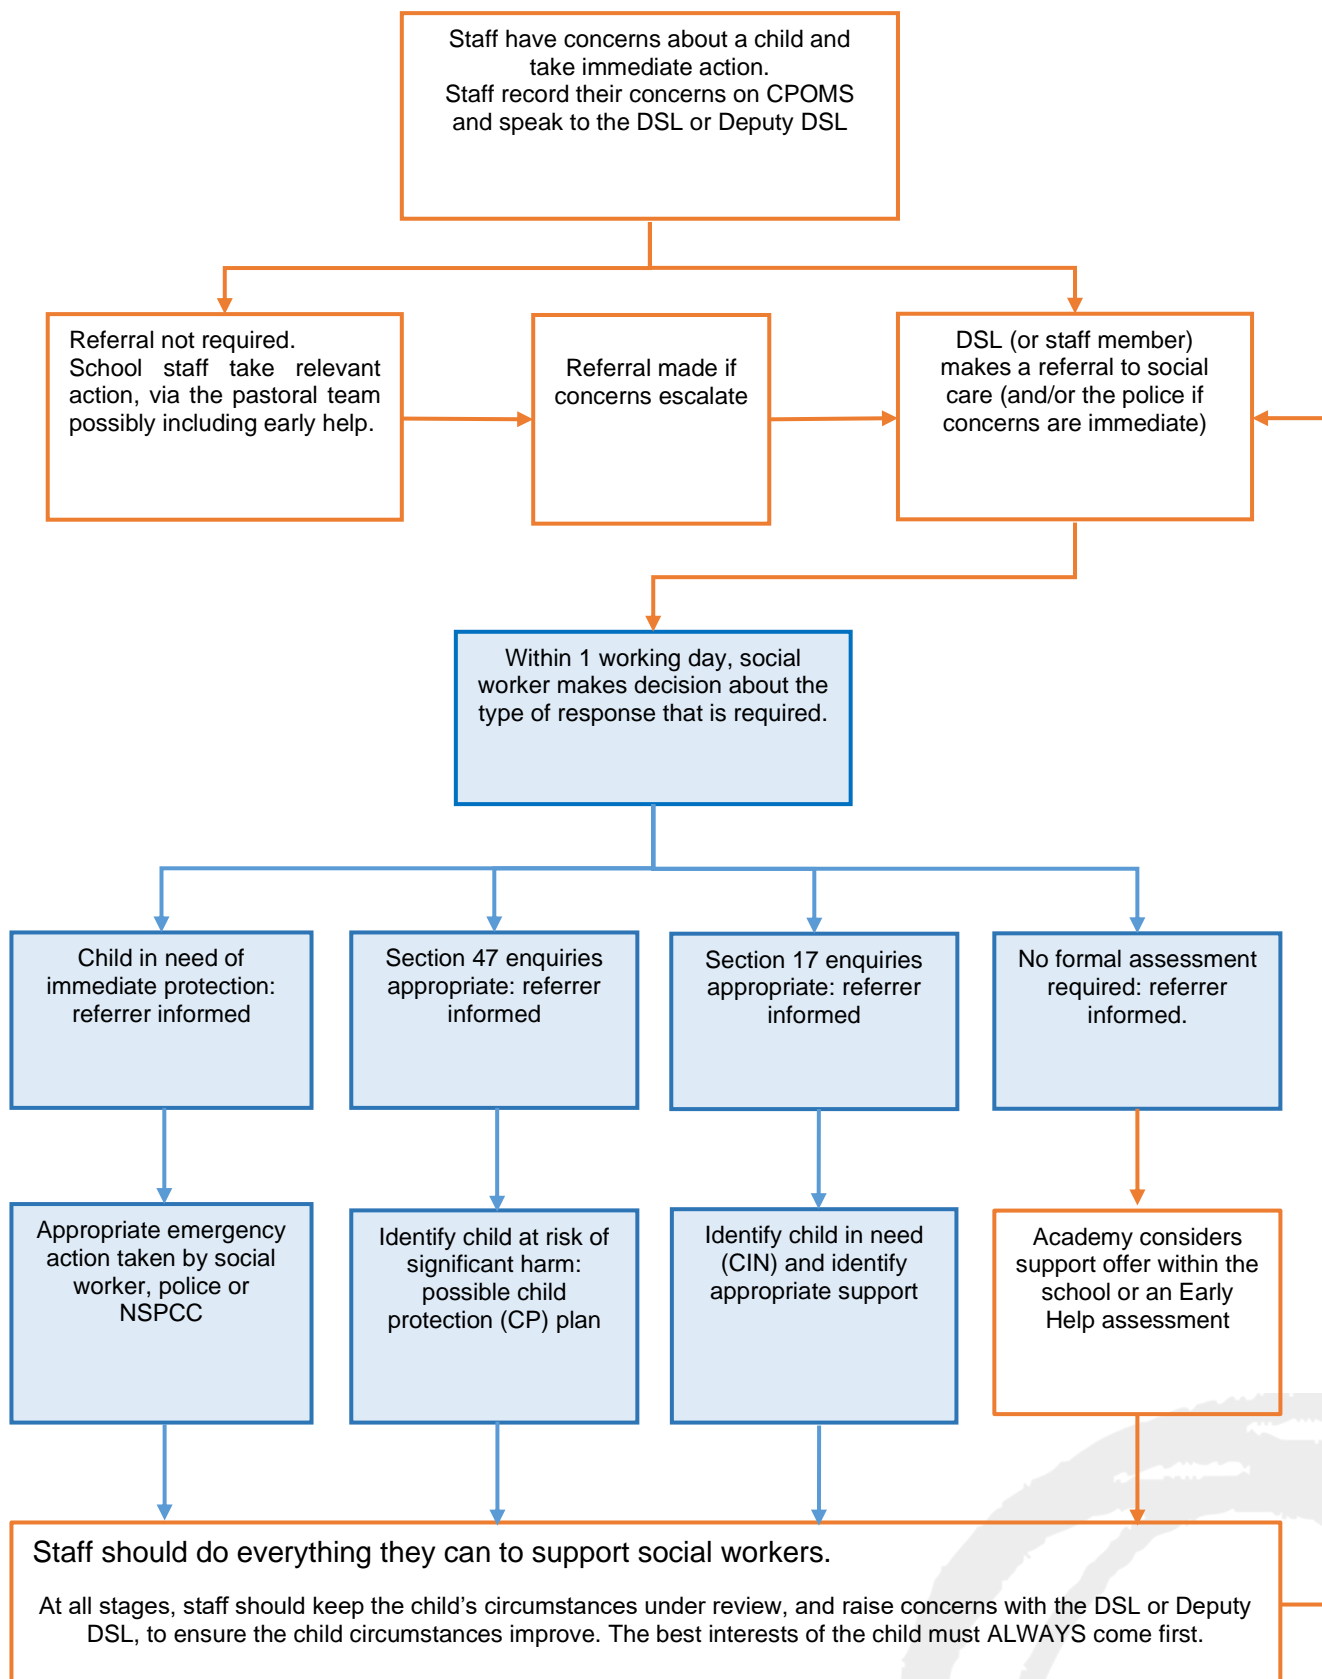 Staff have concerns about a child and
take immediate action.
Staff record their concerns on CPOMS
and speak to the DSL or Deputy DSL
Referral not required.
School staff take relevant
action, via the pastoral team
possibly including early help.
Referral made if
concerns escalate
DSL (or staff member)
makes a referral to social
care (and/or the police if
concerns are immediate)
Within 1 working day, social
worker makes decision about the
type of response that is required.
Child in need of
immediate protection:
referrer informed
Section 47 enquiries
appropriate: referrer
informed
Section 17 enquiries
appropriate: referrer
informed
No formal assessment
required: referrer
informed.
Appropriate emergency
action taken by social
worker, police or
NSPCC
Identify child at risk of
significant harm:
possible child
protection (CP) plan
Identify child in need
(CIN) and identify
appropriate support
Academy considers
support offer within the
school or an Early
Help assessment
Staff should do everything they can to support social workers.
At all stages, staff should keep the child’s circumstances under review, and raise concerns with the DSL or Deputy
DSL, to ensure the child circumstances improve. The best interests of the child must ALWAYS come first.